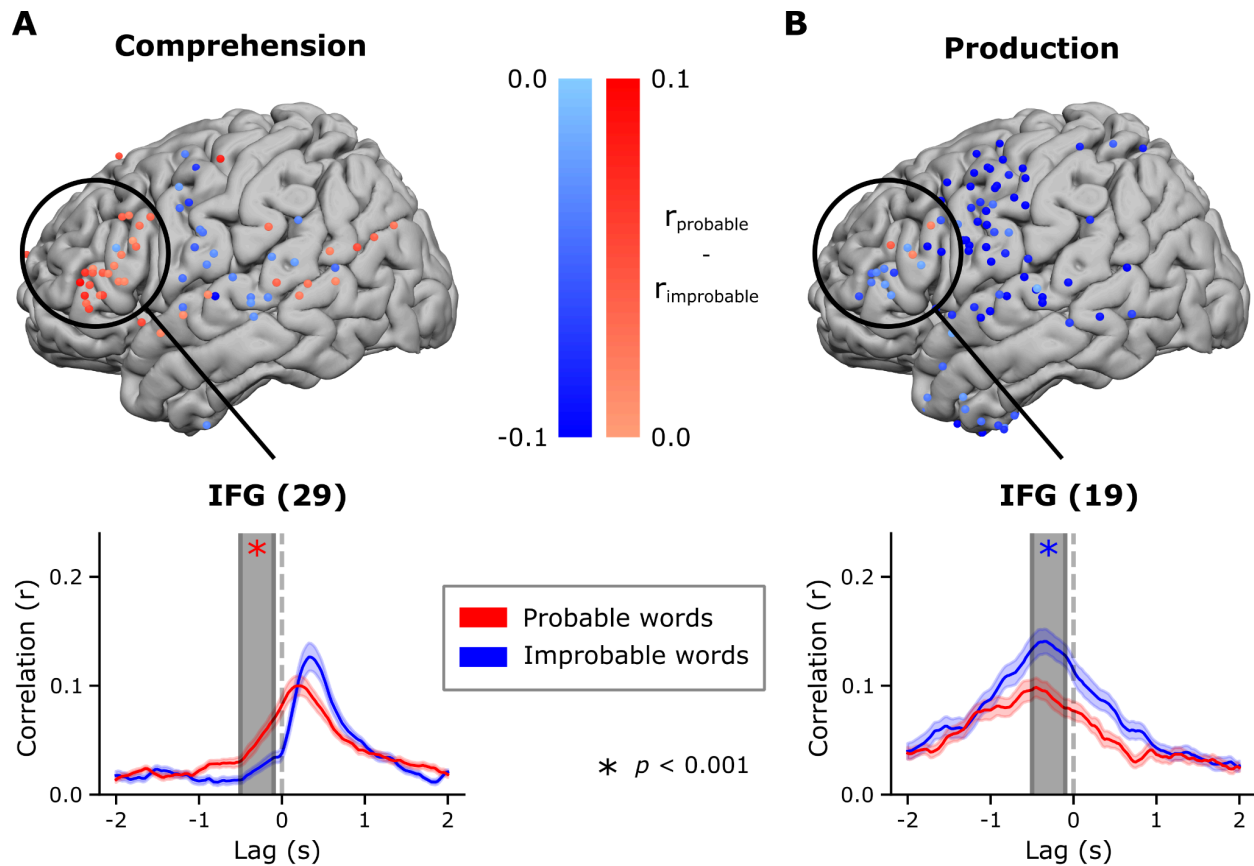 A
Comprehension
B
Production
0.0
0.1
r probable
-
r improbable
-0.1
0.0
IFG (29)
IFG (19)
*
0.2
0.1
0.0
Correlation (r)
-2
-1
0
1
2
Lag (s)
Probable words
Improbable words
* p < 0.001
*
0.2
0.1
0.0
Correlation (r)
-2
-1
0
1
2
Lag (s)